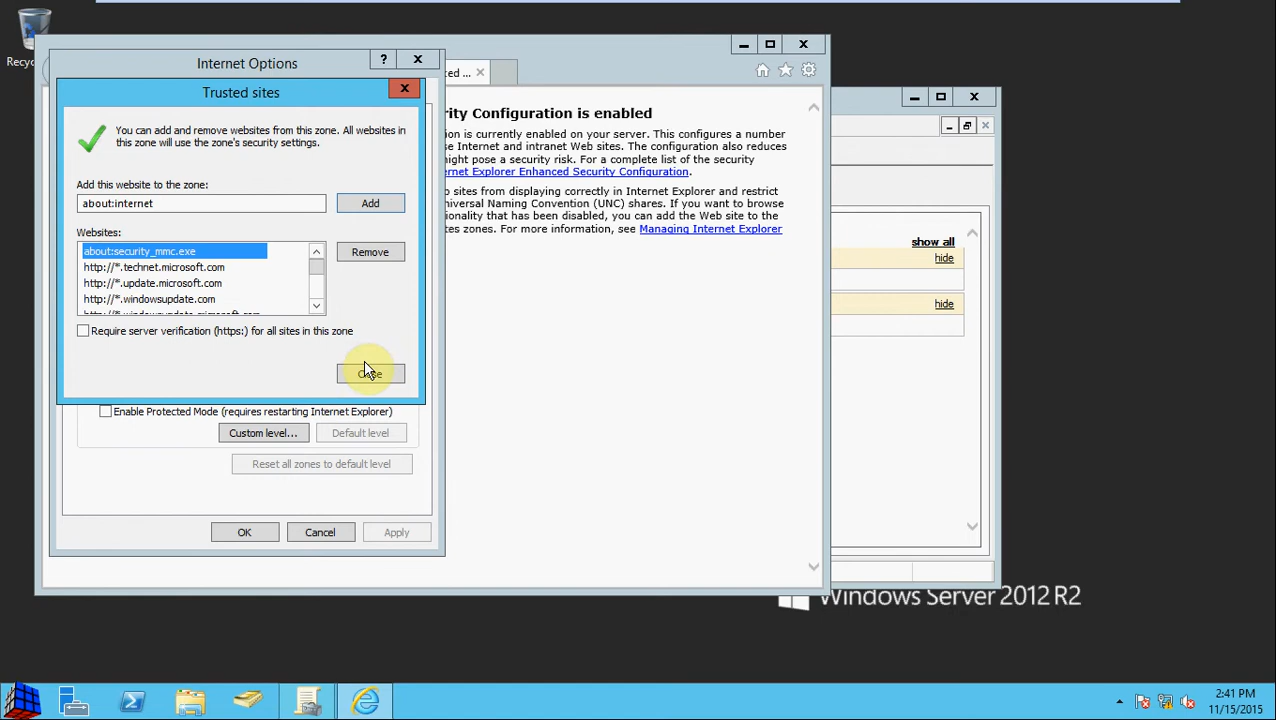 Recy
Internet Options
?
Trusted sites
You can add and remove websites from this zone. All websites in
this zone will use the zone's security settings.
Add this website to the zone:
about:internet
Add
Websites:
about:security_mmc.exe
http://*.technet.microsoft.com
http://*.update.microsoft.com
http://*.windowsupdate.com
Remove
Require server verification (https:) for all sites in this zone
Close
Enable Protected Mode (requires restarting Internet Explorer)
Custom level...
Default level
Reset all zones to default level
OK
Cancel
Apply
ed ...
rity Configuration is enabled
ion is currently enabled on your server. This configures a number
se Internet and intranet Web sites. The configuration also reduces
ight pose a security risk. For a complete list of the security
ernet Explorer Enhanced Security Configuration.
sites from displaying correctly in Internet Explorer and restrict
niversal Naming Convention (UNC) shares. If you want to browse
ionality that has been disabled, you can add the Web site to the
tes zones. For more information, see Managing Internet Explorer
show all
hide
hide
Windows Server 2012 R2
2:41 PM
11/15/2015